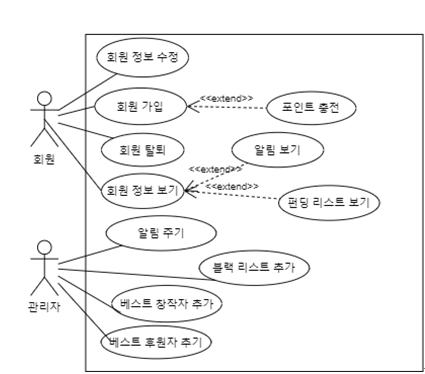 회원 정보 수정
회원 가입
<<extend>>
포인트 충전
회원
회원 탈퇴
알림 보기
<<extend>>
회원 정보 보기
<<extend>>
펀딩 리스트 보기
알림 주기
블랙 리스트 추가
관리자
베스트 창작자 추가
베스트 후원자 추기